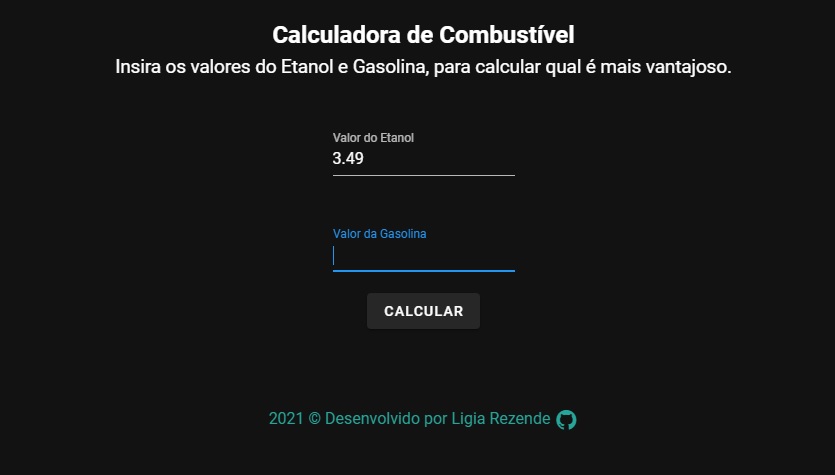 Calculadora de Combustível
Insira os valores do Etanol e Gasolina, para calcular qual é mais vantajoso.
Valor do Etanol
3.49
Valor da Gasolina
CALCULAR
2021 © Desenvolvido por Ligia Rezende